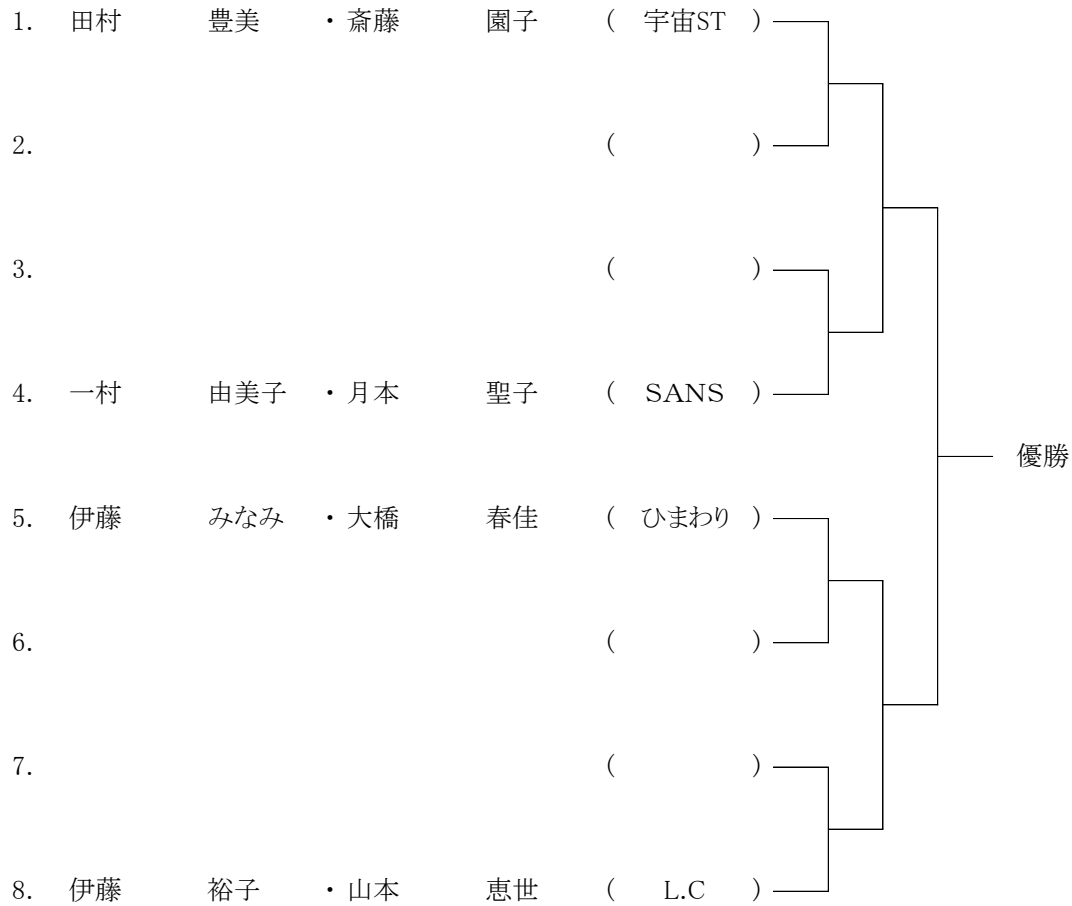 1. 田村 豊美 ・斎藤 園子 ( 宇宙ST )
2. ( )
3. ( )
4. 一村 由美子 ・月本 聖子 ( SANS )
優勝
5. 伊藤 みなみ ・大橋 春佳 ( ひまわり )
6. ( )
7. ( )
8. 伊藤 裕子 ・山本 恵世 ( L.C )